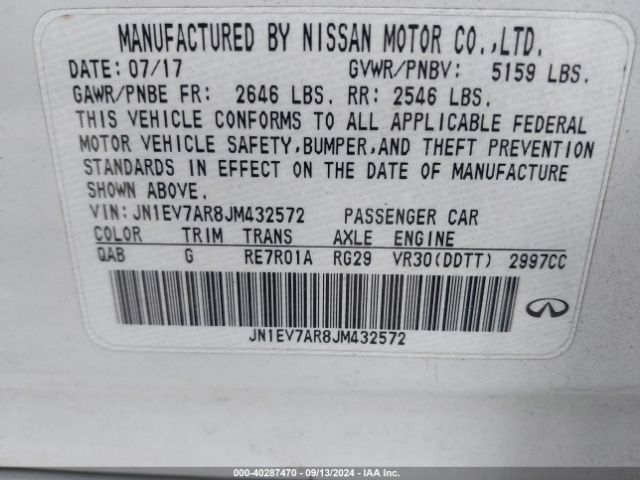 MANUFACTURED BY NISSAN MOTOR CO.,LTD.
DATE: 07/17 GVWR/PNBV: 5159 LBS.
GAWR/PNBE FR: 2646 LBS. RR: 2546 LBS.
THIS VEHICLE CONFORMS TO ALL APPLICABLE FEDERAL
MOTOR VEHICLE SAFETY,BUMPER,AND THEFT PREVENTION
STANDARDS IN EFFECT ON THE DATE OF MANUFACTURE
SHOWN ABOVE.
VIN:JN1EV7AR8JM432572 PASSENGER CAR
COLOR TRIM TRANS AXLE ENGINE
QAB G RE7R01A RG29 VR30(DDTT) 2997CC
JN1EV7AR8JM432572
000-40287470 - 09/13/2024 - IAA Inc.